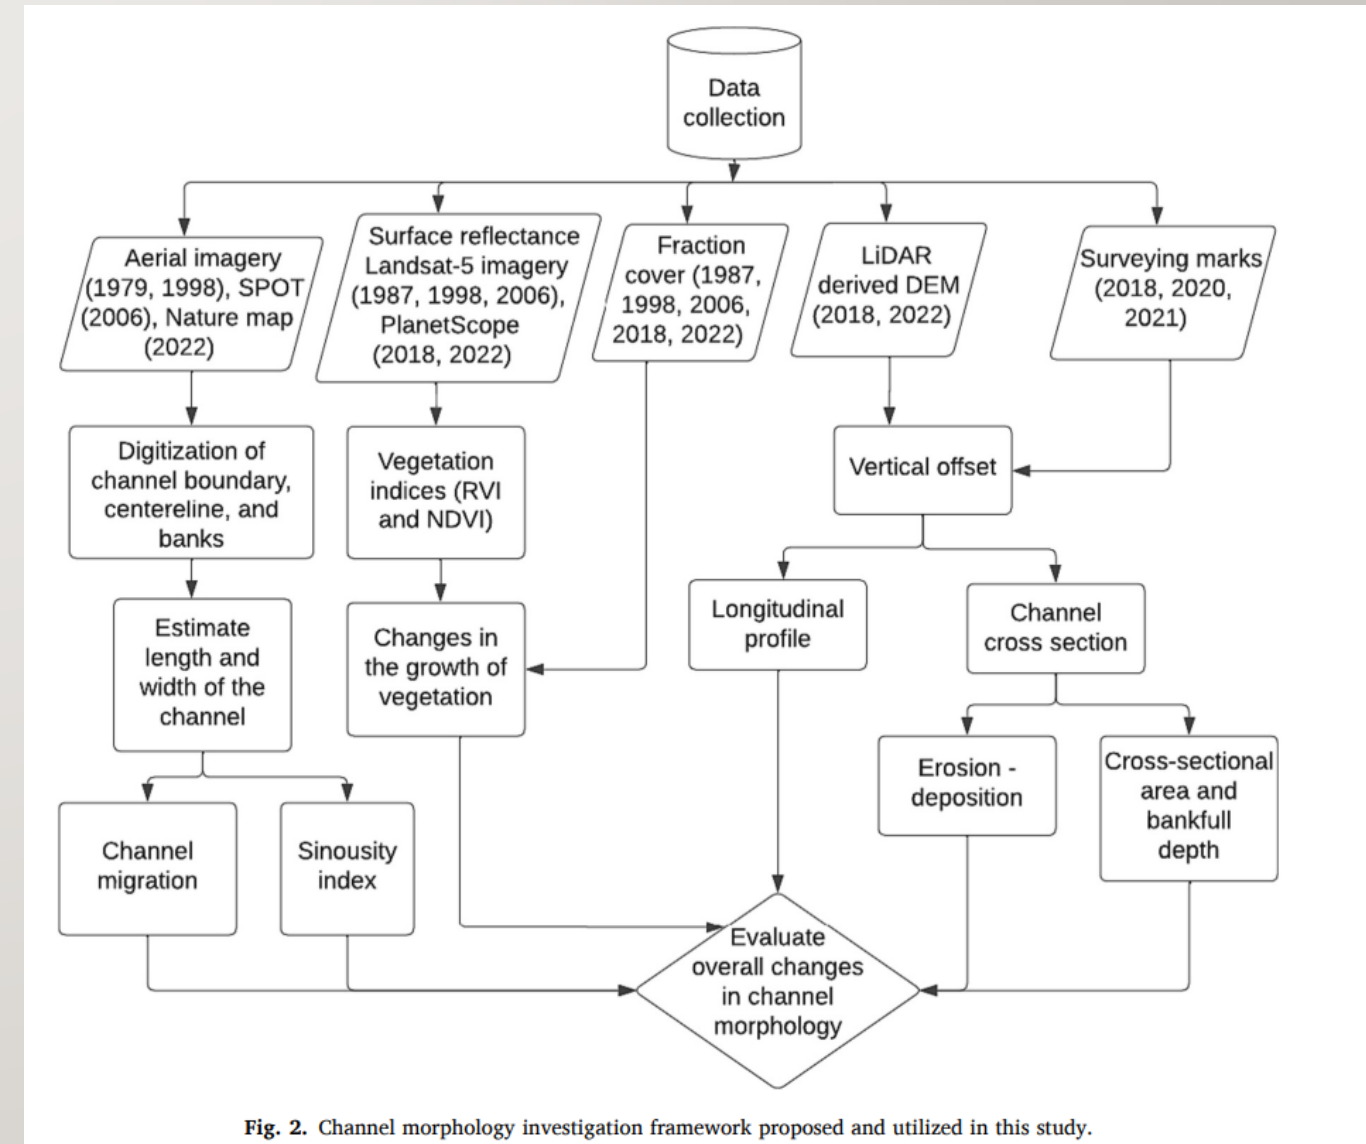 Data
collection
Aerial imagery
(1979, 1998), SPOT
(2006), Nature map
(2022)
Surface reflectance
Landsat-5 imagery
(1987, 1998, 2006),
PlanetScope
(2018, 2022)
Fraction
cover (1987,
1998, 2006,
2018, 2022)
LiDAR
derived DEM
(2018, 2022)
Surveying marks
(2018, 2020,
2021)
Digitization of
channel boundary,
centereline, and
banks
Vegetation
indices (RVI
and NDVI)
Vertical offset
Estimate
length and
width of the
channel
Changes in
the growth of
vegetation
Longitudinal
profile
Channel
cross section
Channel
migration
Sinousity
index
Erosion -
deposition
Cross-sectional
area and
bankfull
depth
Evaluate
overall changes
in channel
morphology
Fig. 2. Channel morphology investigation framework proposed and utilized in this study.